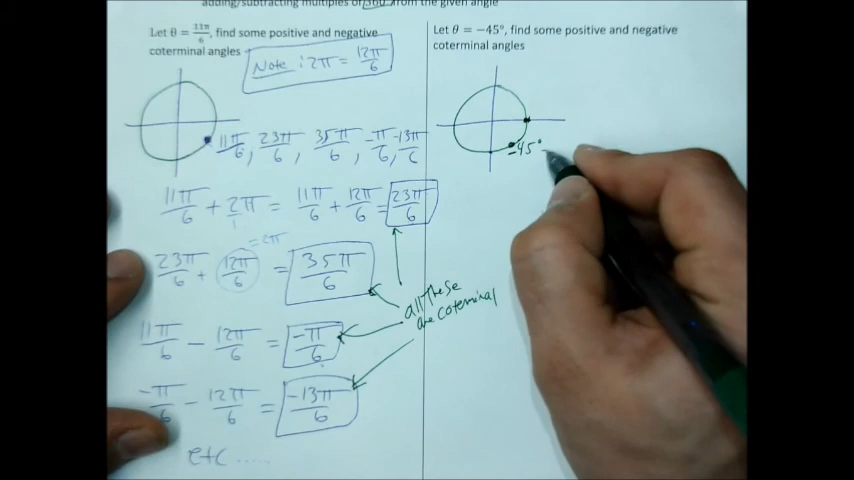 adding/subtracting multiples of 360° from the given angle
Let θ = 11π/6, find some positive and negative
coterminal angles
Note: 2π = 12π/6
11π/6, 23π/6, 35π/6, -π/6, -13π/6
11π/6 + 2π/1 = 11π/6 + 12π/6 = 23π/6
= 2π
23π/6 + 12π/6 = 35π/6
all these
are coterminal
11π/6 - 12π/6 = -π/6
-π/6 - 12π/6 = -13π/6
etc.....
Let θ = −45°, find some positive and negative
coterminal angles
-45°